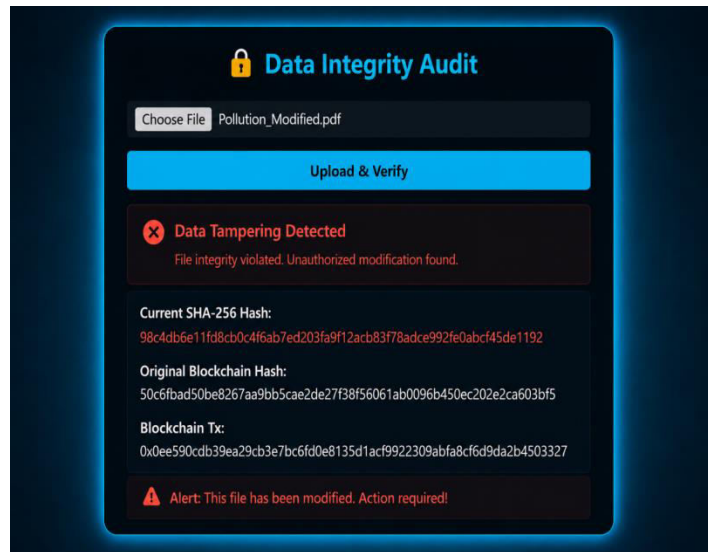 Data Integrity Audit
Choose File Pollution_Modified.pdf
Upload & Verify
Data Tampering Detected
File integrity violated. Unauthorized modification found.
Current SHA-256 Hash:
98c4db6e11fd8cb0c4f6ab7ed203fa9f12acb83f78adce992fe0abcf45de1192
Original Blockchain Hash:
50c6fbad50be8267aa9bb5cae2de27f38f56061ab0096b450ec202e2ca603bf5
Blockchain Tx:
0x0ee590cdb39ea29cb3e7bc6fd0e8135d1acf9922309abfa8cf6d9da2b4503327
Alert: This file has been modified. Action required!